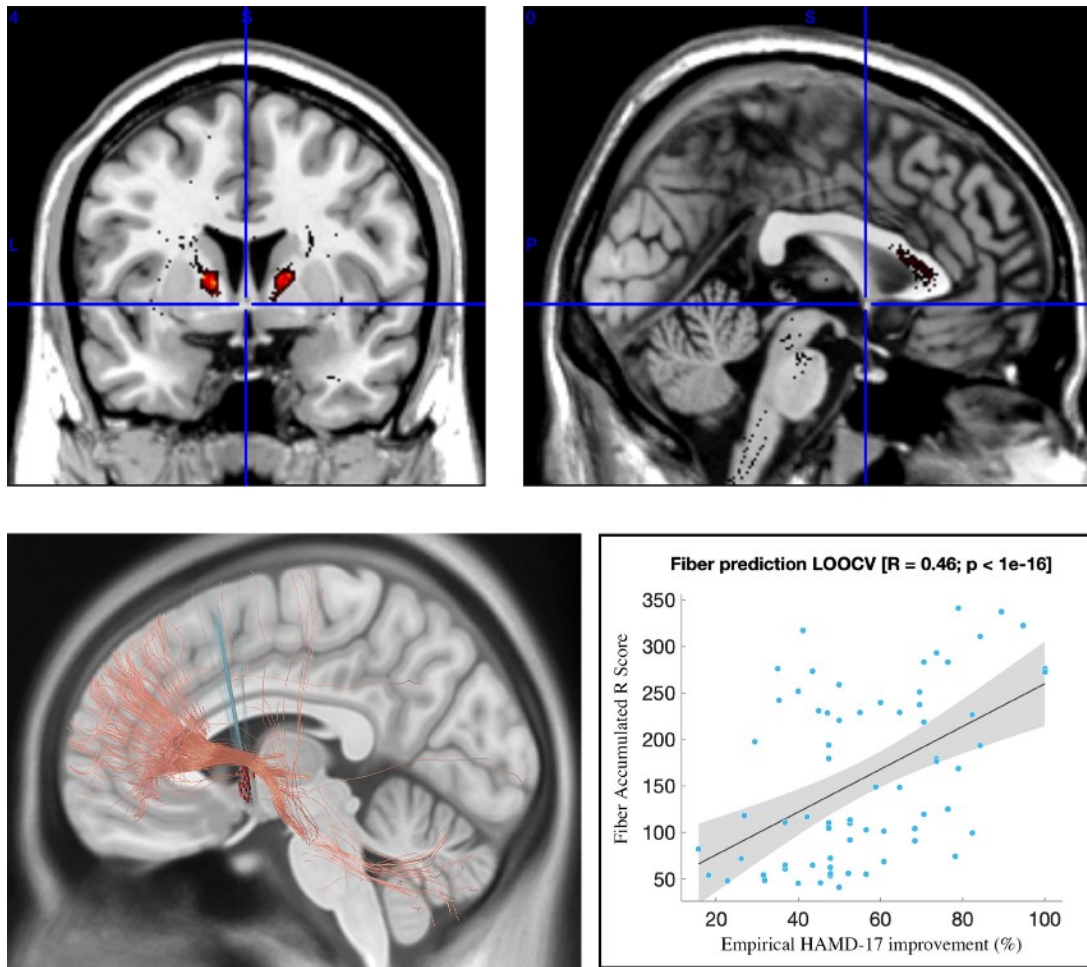 4
S
L
0
S
P
Fiber prediction LOOCV [R = 0.46; p < 1e-16]
Fiber Accumulated R Score
350
300
250
200
150
100
50
20 40 60 80 100
Empirical HAMD-17 improvement (%)